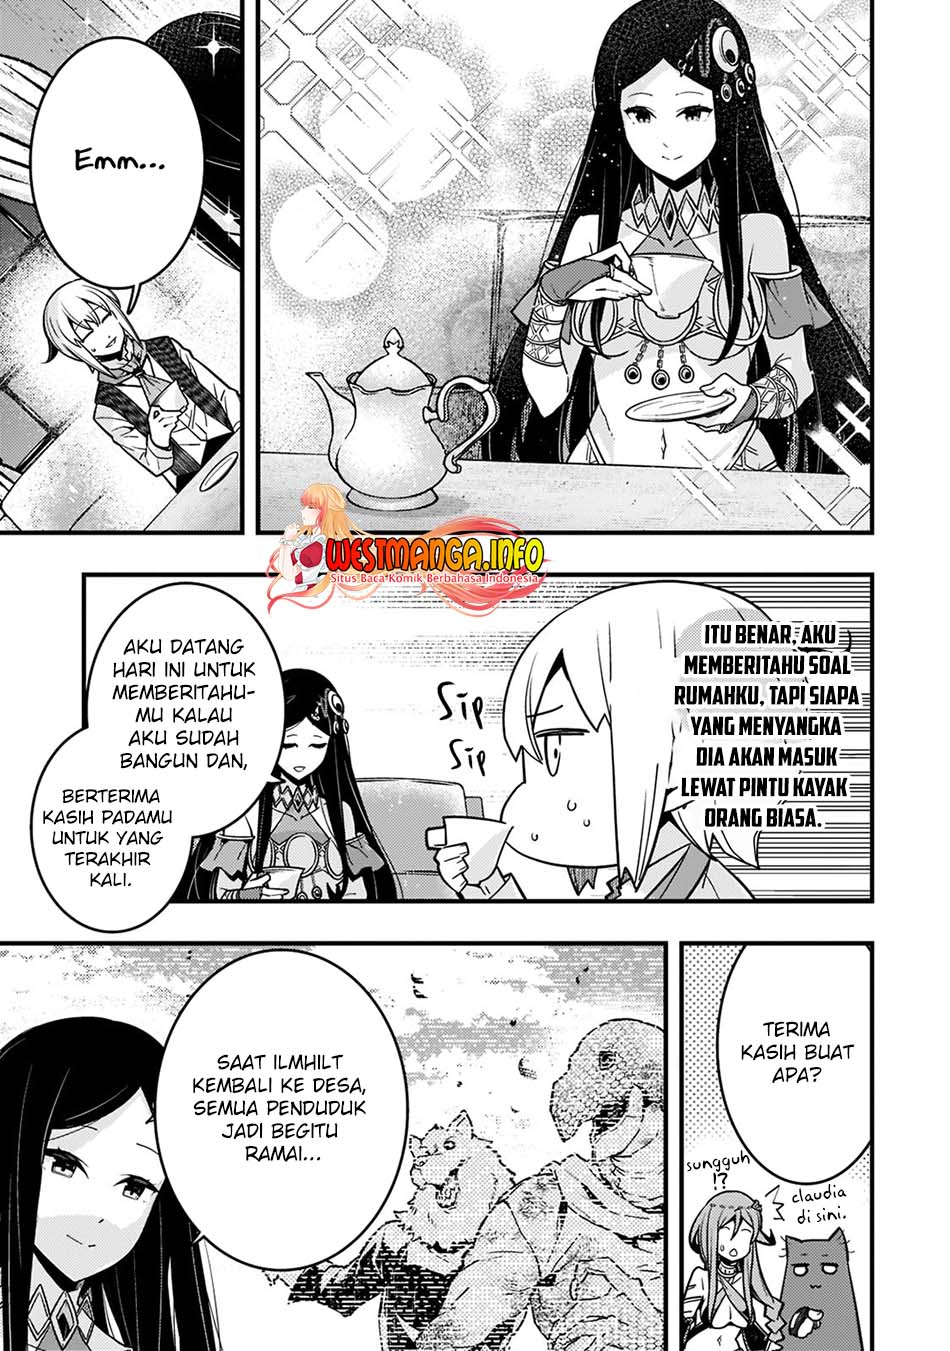 Emm...
WESTMANGA.INFO
Situs Baca Komik Berbahasa Indonesia
ITU BENAR, AKU
MEMBERITAHU SOAL
RUMAHKU, TAPI SIAPA
YANG MENYANGKA
DIA AKAN MASUK
LEWAT PINTU KAYAK
ORANG BIASA.
Sip
Sip
AKU DATANG
HARI INI UNTUK
MEMBERITAHU-
MU KALAU
AKU SUDAH
BANGUN DAN,
BERTERIMA
KASIH PADAMU
UNTUK YANG
TERAKHIR
KALI.
TERIMA
KASIH BUAT
APA?
sungguh
!?
claudia
di sini.
SAAT ILMHILT
KEMBALI KE DESA,
SEMUA PENDUDUK
JADI BEGITU
RAMAI...